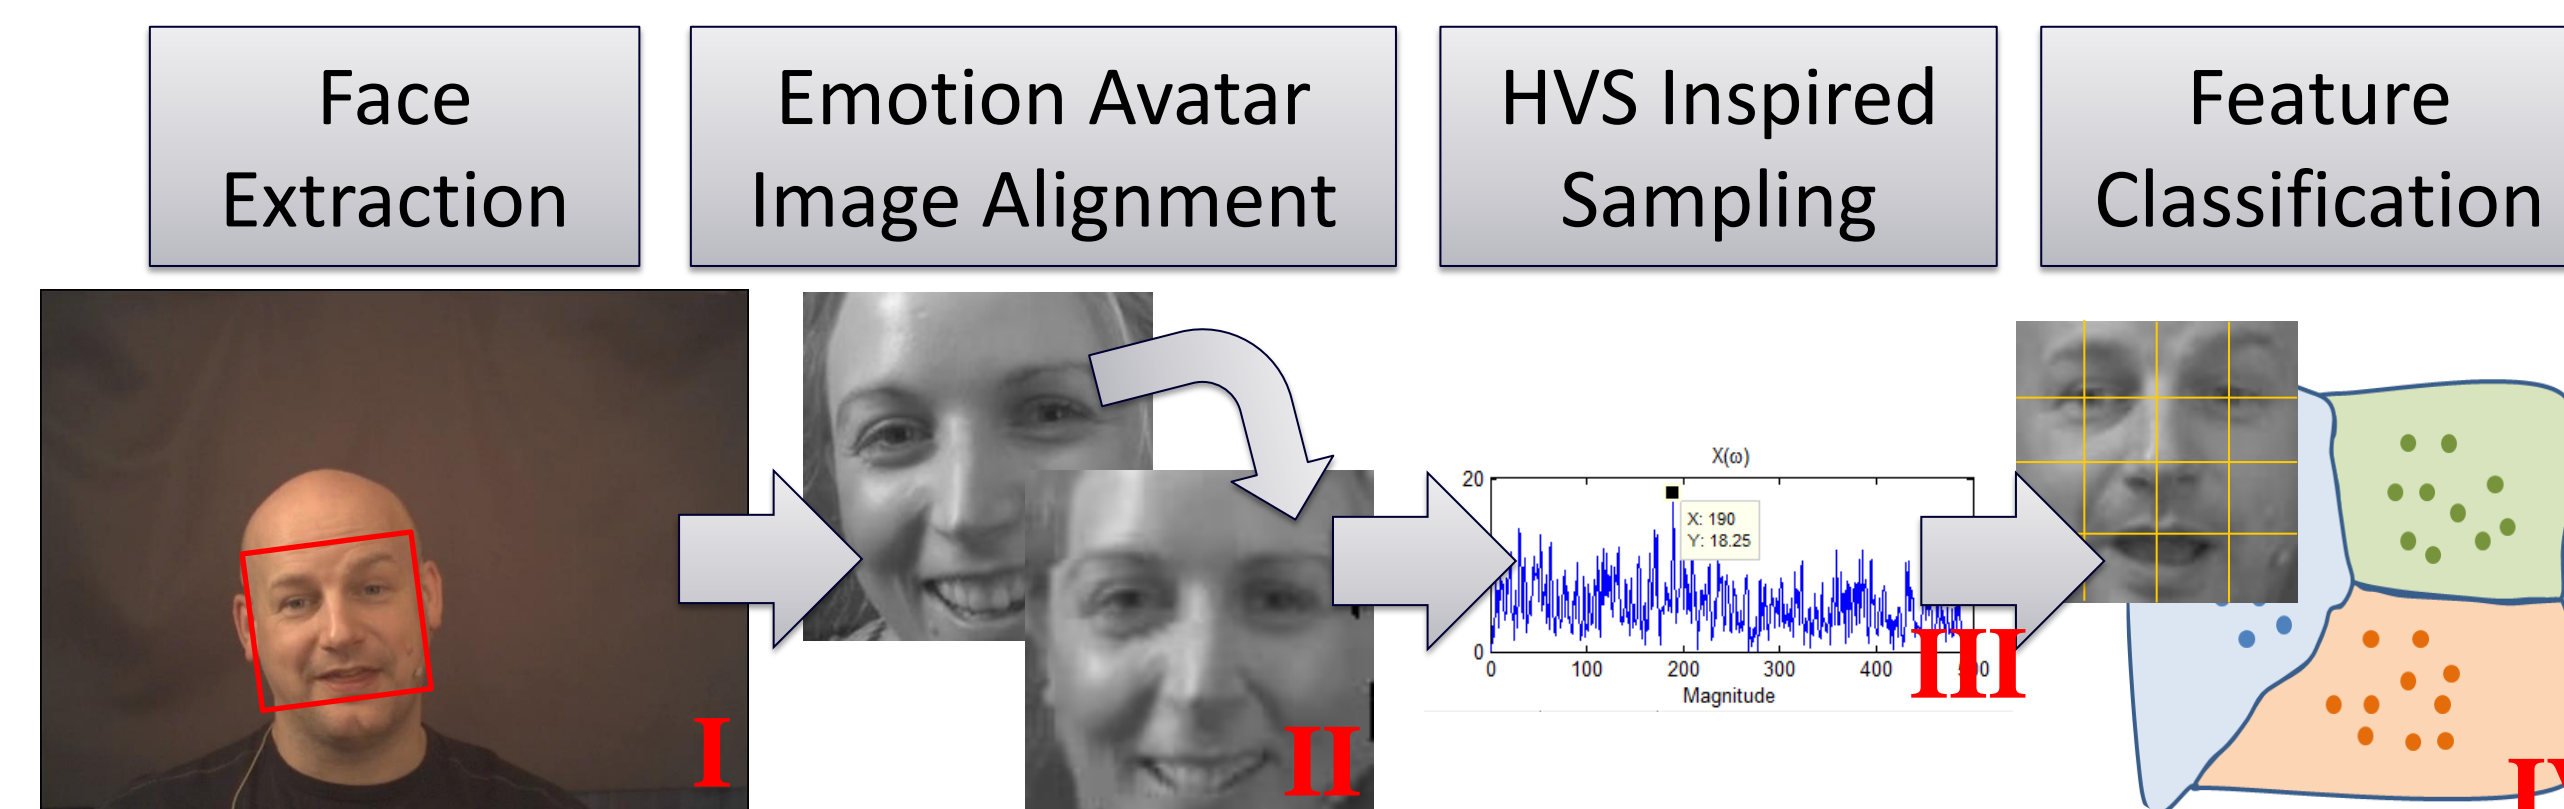 Face
Extraction
Emotion Avatar
Image Alignment
HVS Inspired
Sampling
Feature
Classification
X(ω)
20
X: 190
Y: 18.25
0
0 100 200 300 400
Magnitude
I
II
III